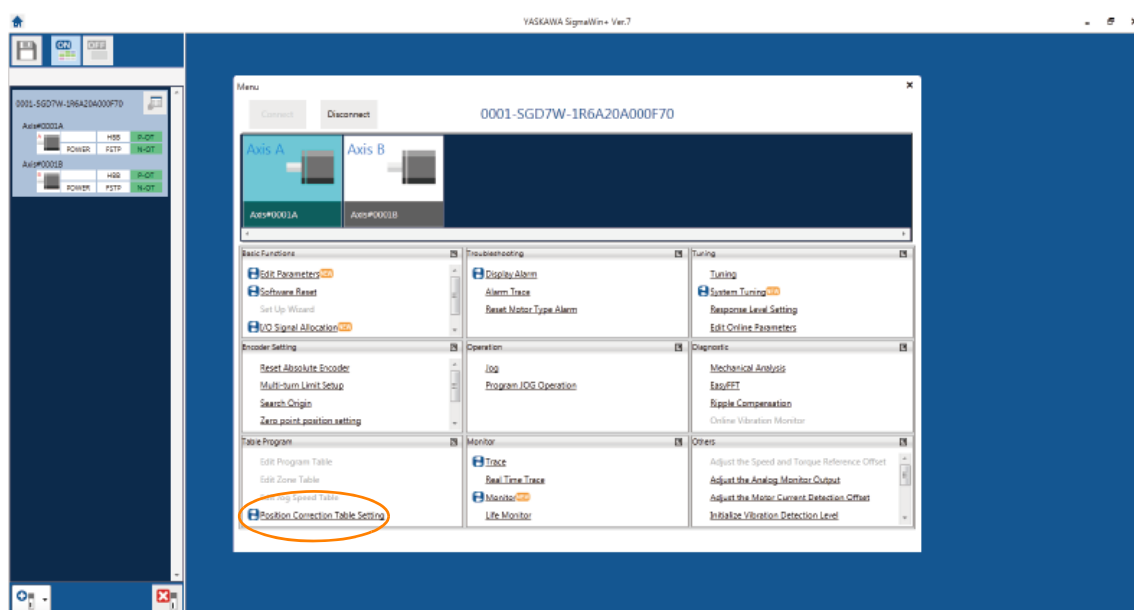 YASKAWA SigmaWin+ Ver.7
ON
OFF
0001-SGD7W-1R6A20A000F70
Axis#0001A
A
HBB
P-OT
POWER
FSTP
N-OT
Axis#0001B
HBB
P-OT
POWER
FSTP
N-OT
Menu
Connect
Disconnect
0001-SGD7W-1R6A20A000F70
Axis A
Axis B
Axis#0001A
Axis#0001B
Basic Functions
Edit Parameters NEW
Software Reset
Set Up Wizard
I/O Signal Allocation NEW
Troubleshooting
Display Alarm
Alarm Trace
Reset Motor Type Alarm
Tuning
Tuning
System Tuning NEW
Response Level Setting
Edit Online Parameters
Encoder Setting
Reset Absolute Encoder
Multi-turn Limit Setup
Search Origin
Zero point position setting
Operation
Jog
Program JOG Operation
Diagnostic
Mechanical Analysis
EasyFFT
Ripple Compensation
Online Vibration Monitor
Table Program
Edit Program Table
Edit Zone Table
Jog Speed Table
Position Correction Table Setting
Monitor
Trace
Real Time Trace
Monitor NEW
Life Monitor
Others
Adjust the Speed and Torque Reference Offset
Adjust the Analog Monitor Output
Adjust the Motor Current Detection Offset
Initialize Vibration Detection Level